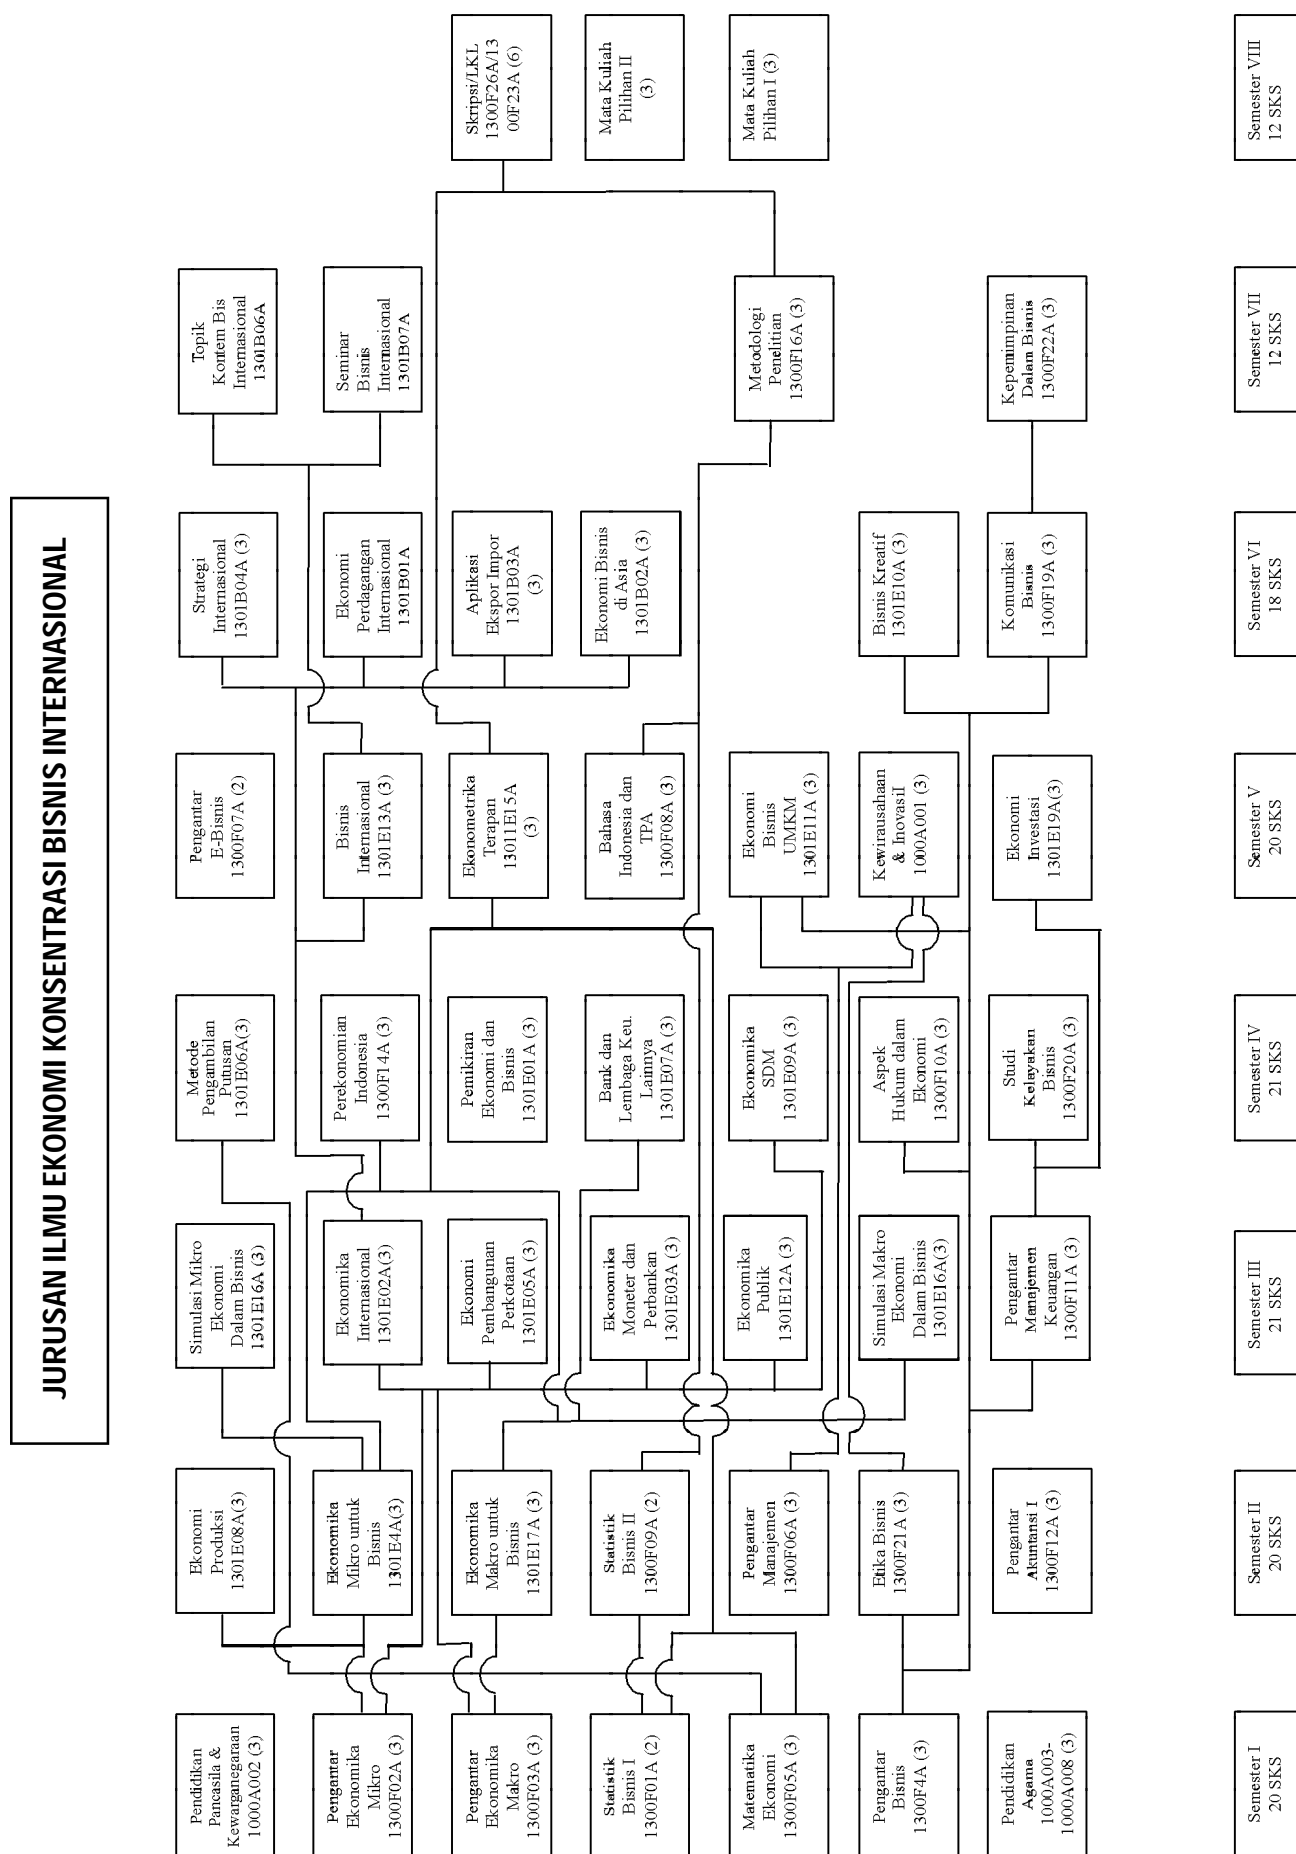 JURUSAN ILMU EKONOMI KONSENTRASI BISNIS INTERNASIONAL
Pendidikan
Pancasila &
Kewarganegaraan
1000A002 (3)
Pengantar
Ekonomika
Mikro
1300F02A (3)
Pengantar
Ekonomika
Makro
1300F03A (3)
Statistik
Bisnis I
1300F01A (2)
Matematika
Ekonomi
1300F05A (3)
Pengantar
Bisnis
1300F4A (3)
Pendidikan
Agama
1000A003-
1000A008 (3)
Semester I
20 SKS
Ekonomi
Produksi
1301E08A(3)
Ekonomika
Mikro untuk
Bisnis
1301E4A(3)
Ekonomika
Makro untuk
Bisnis
1301E17A (3)
Statistik
Bisnis II
1300F09A (2)
Pengantar
Manajemen
1300F06A (3)
Etika Bisnis
1300F21A (3)
Pengantar
Akuntansi I
1300F12A (3)
Semester II
20 SKS
Simulasi Mikro
Ekonomi
Dalam Bisnis
1301E16A (3)
Ekonomika
Internasional
1301E02A(3)
Ekonomi
Pembangunan
Perkotaan
1301E05A (3)
Ekonomika
Moneter dan
Perbankan
1301E03A (3)
Ekonomika
Publik
1301E12A (3)
Simulasi Makro
Ekonomi
Dalam Bisnis
1301E16A(3)
Pengantar
Manajemen
Keuangan
1300F11A (3)
Semester III
21 SKS
Metode
Pengambilan
Putusan
1301E06A(3)
Perekonomian
Indonesia
1300F14A (3)
Pemikiran
Ekonomi dan
Bisnis
1301E01A (3)
Bank dan
Lembaga Keu.
Lainnya
1301E07A (3)
Ekonomika
SDM
1301E09A (3)
Aspek
Hukum dalam
Ekonomi
1300F10A (3)
Studi
Kelayakan
Bisnis
1300F20A (3)
Semester IV
21 SKS
Pengantar
E-Bisnis
1300F07A (2)
Bisnis
Internasional
1301E13A (3)
Ekonometrika
Terapan
13011E15A
(3)
Bahasa
Indonesia dan
TPA
1300F08A (3)
Ekonomi
Bisnis
UMKM
1301E11A (3)
Kewirausahaan
& InovasiI
1000A001 (3)
Ekonomi
Investasi
1301E19A(3)
Semester V
20 SKS
Strategi
Internasional
1301B04A (3)
Ekonomi
Perdagangan
Internasional
1301B01A
Aplikasi
Ekspor Impor
1301B03A
(3)
Ekonomi Bisnis
di Asia
1301B02A (3)
Bisnis Kreatif
1301E10A (3)
Komunikasi
Bisnis
1300F19A (3)
Semester VI
18 SKS
Topik
Kontem Bis
Internasional
1301B06A
Seminar
Bisnis
Internasional
1301B07A
Metodologi
Penelitian
1300F16A (3)
Kepemimpinan
Dalam Bisnis
1300F22A (3)
Semester VII
12 SKS
Skripsi/LKL
1300F26A/13
00F23A (6)
Mata Kuliah
Pilihan II
(3)
Mata Kuliah
Pilihan I (3)
Semester VIII
12 SKS